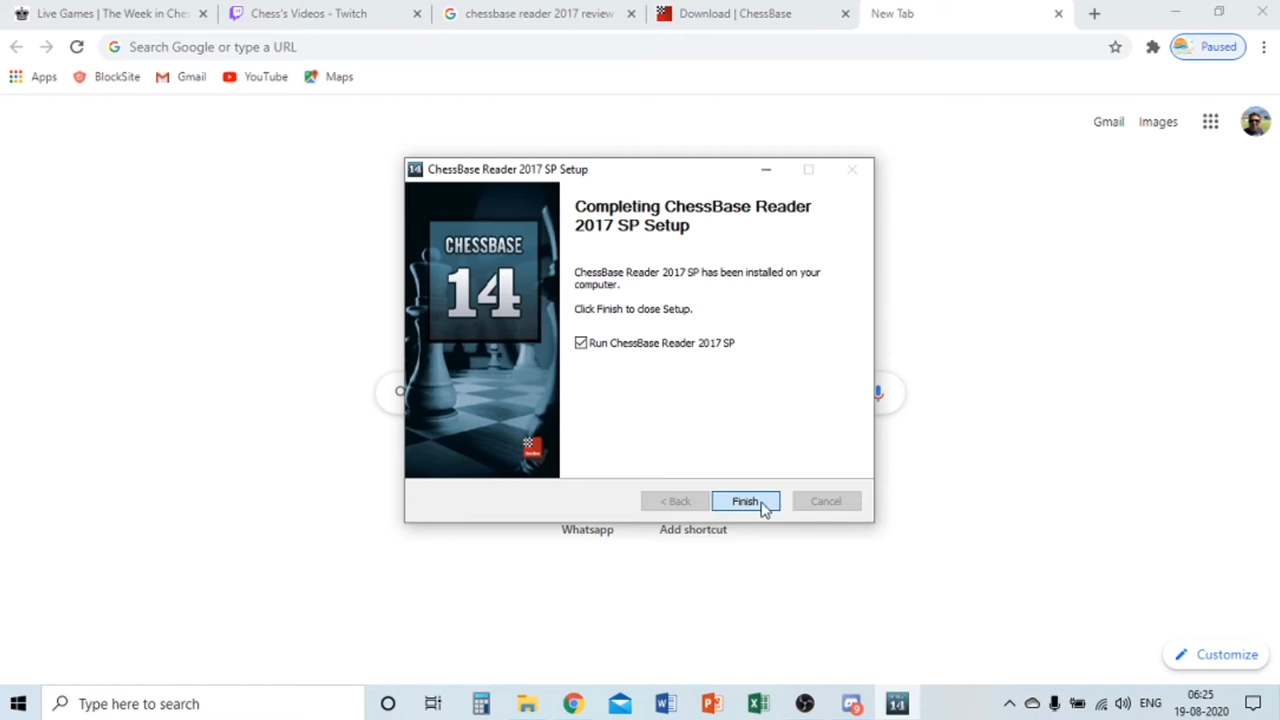 Live Games | The Week in Ches
Chess's Videos - Twitch
chessbase reader 2017 review
Download | ChessBase
New Tab
Search Google or type a URL
Paused
Apps
BlockSite
Gmail
YouTube
Maps
Gmail
Images
14 ChessBase Reader 2017 SP Setup
CHESSBASE
14
Completing ChessBase Reader
2017 SP Setup
ChessBase Reader 2017 SP has been installed on your
computer.
Click Finish to close Setup.
Run ChessBase Reader 2017 SP
< Back
Finish
Cancel
Whatsapp
Add shortcut
Customize
Type here to search
9
14
ENG
06:25
19-08-2020